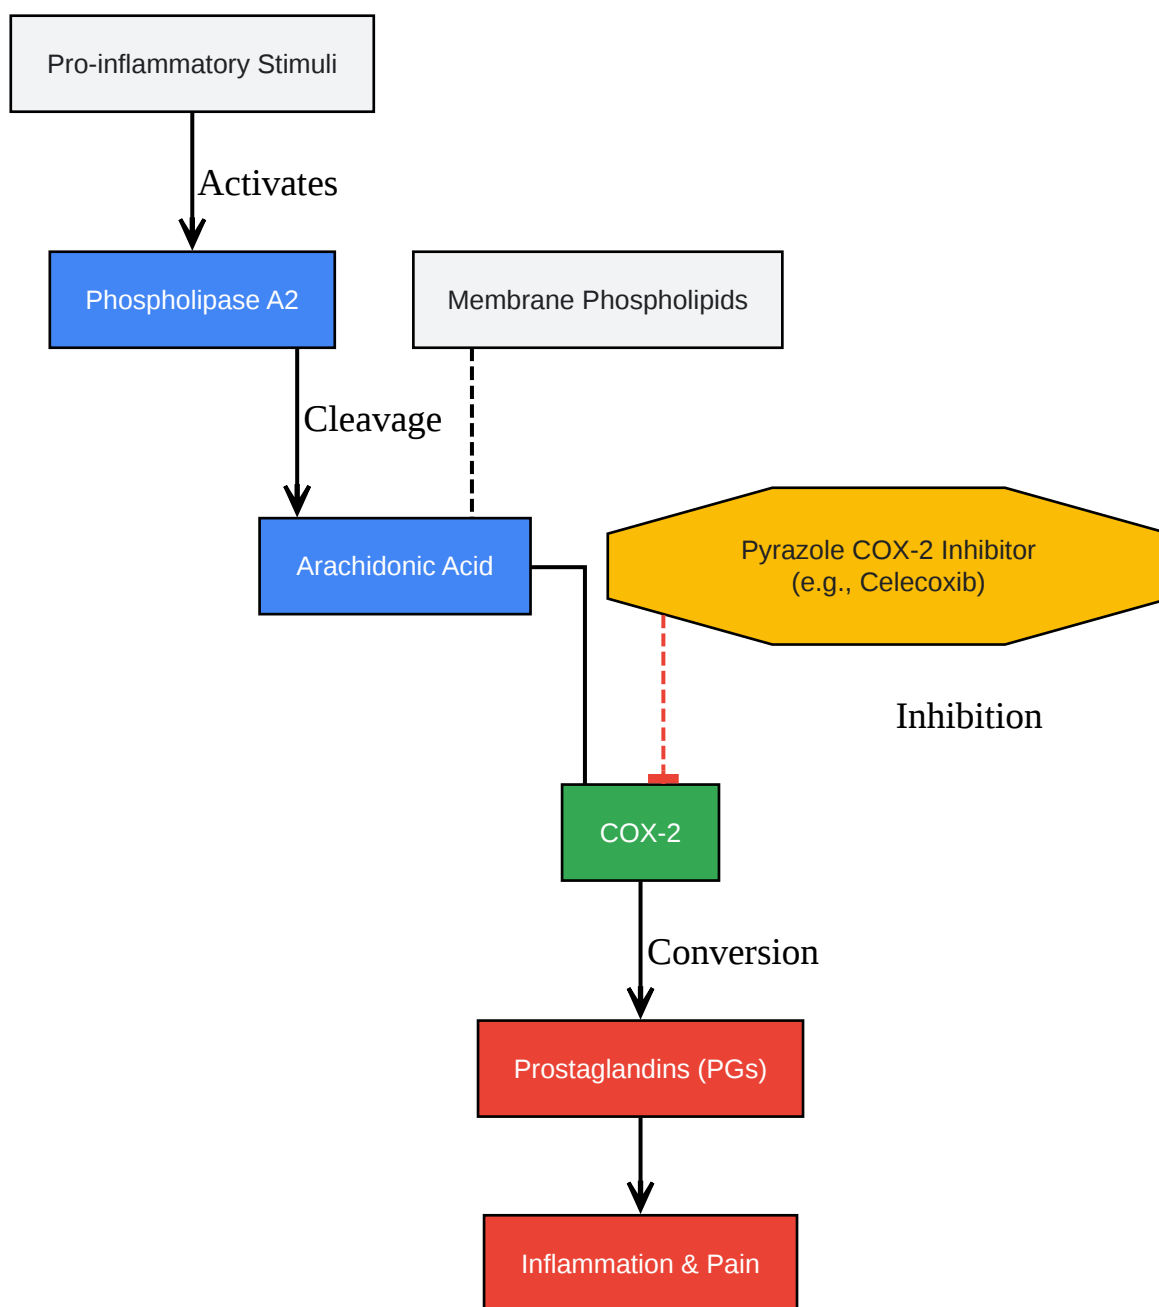 Pro-inflammatory Stimuli
Activates
Phospholipase A2
Membrane Phospholipids
Cleavage
Arachidonic Acid
Pyrazole COX-2 Inhibitor
(e.g., Celecoxib)
Inhibition
COX-2
Conversion
Prostaglandins (PGs)
Inflammation & Pain